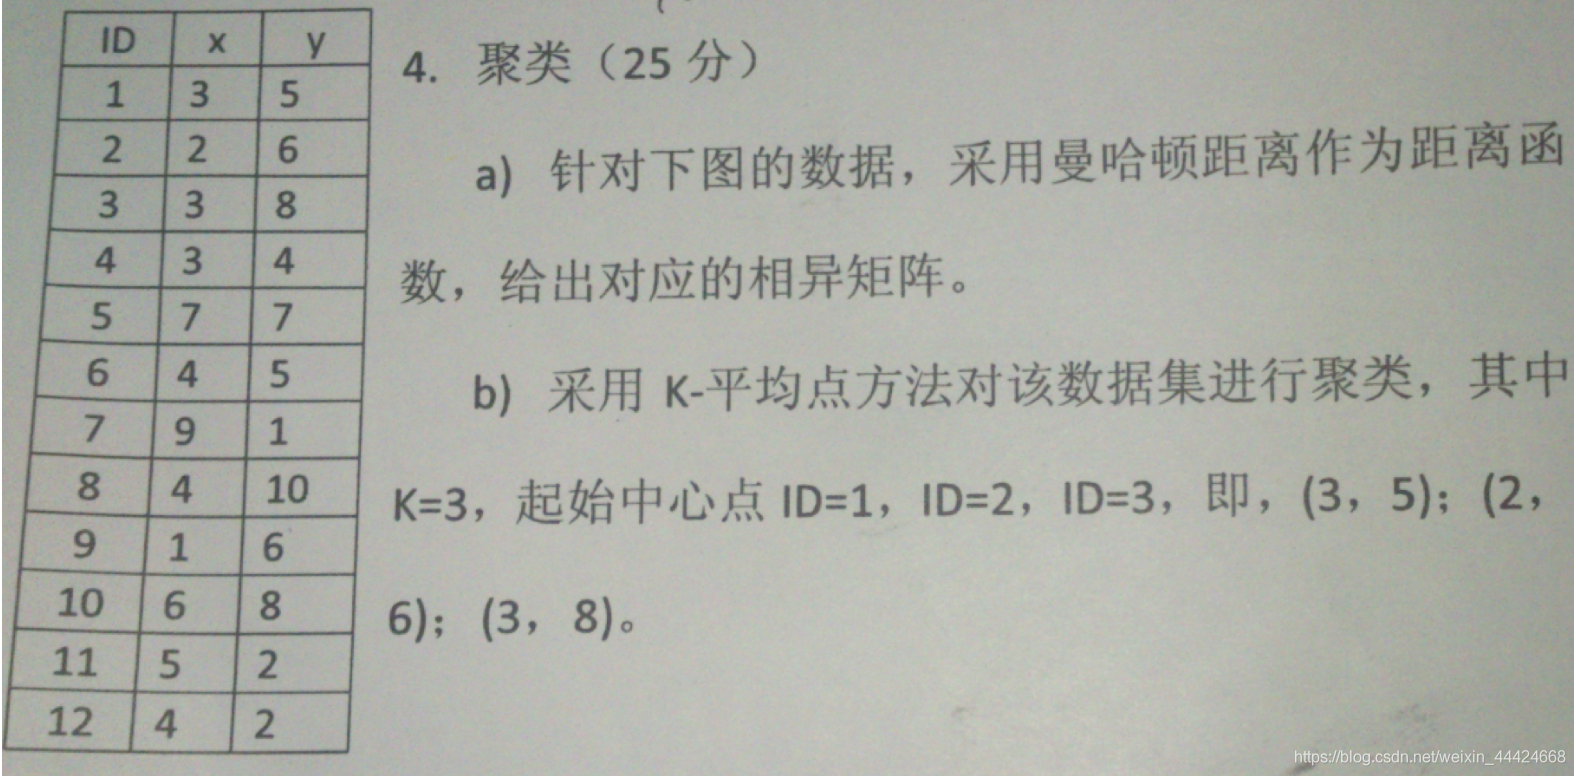 ID x y
1 3 5
2 2 6
3 3 8
4 3 4
5 7 7
6 4 5
7 9 1
8 4 10
9 1 6
10 6 8
11 5 2
12 4 2
4. 聚类（25 分）
a) 针对下图的数据，采用曼哈顿距离作为距离函
数，给出对应的相异矩阵。
b) 采用 K-平均点方法对该数据集进行聚类，其中
K=3，起始中心点 ID=1，ID=2，ID=3，即，(3，5)；(2，
6)；(3，8)。
https://blog.csdn.net/weixin_44424668